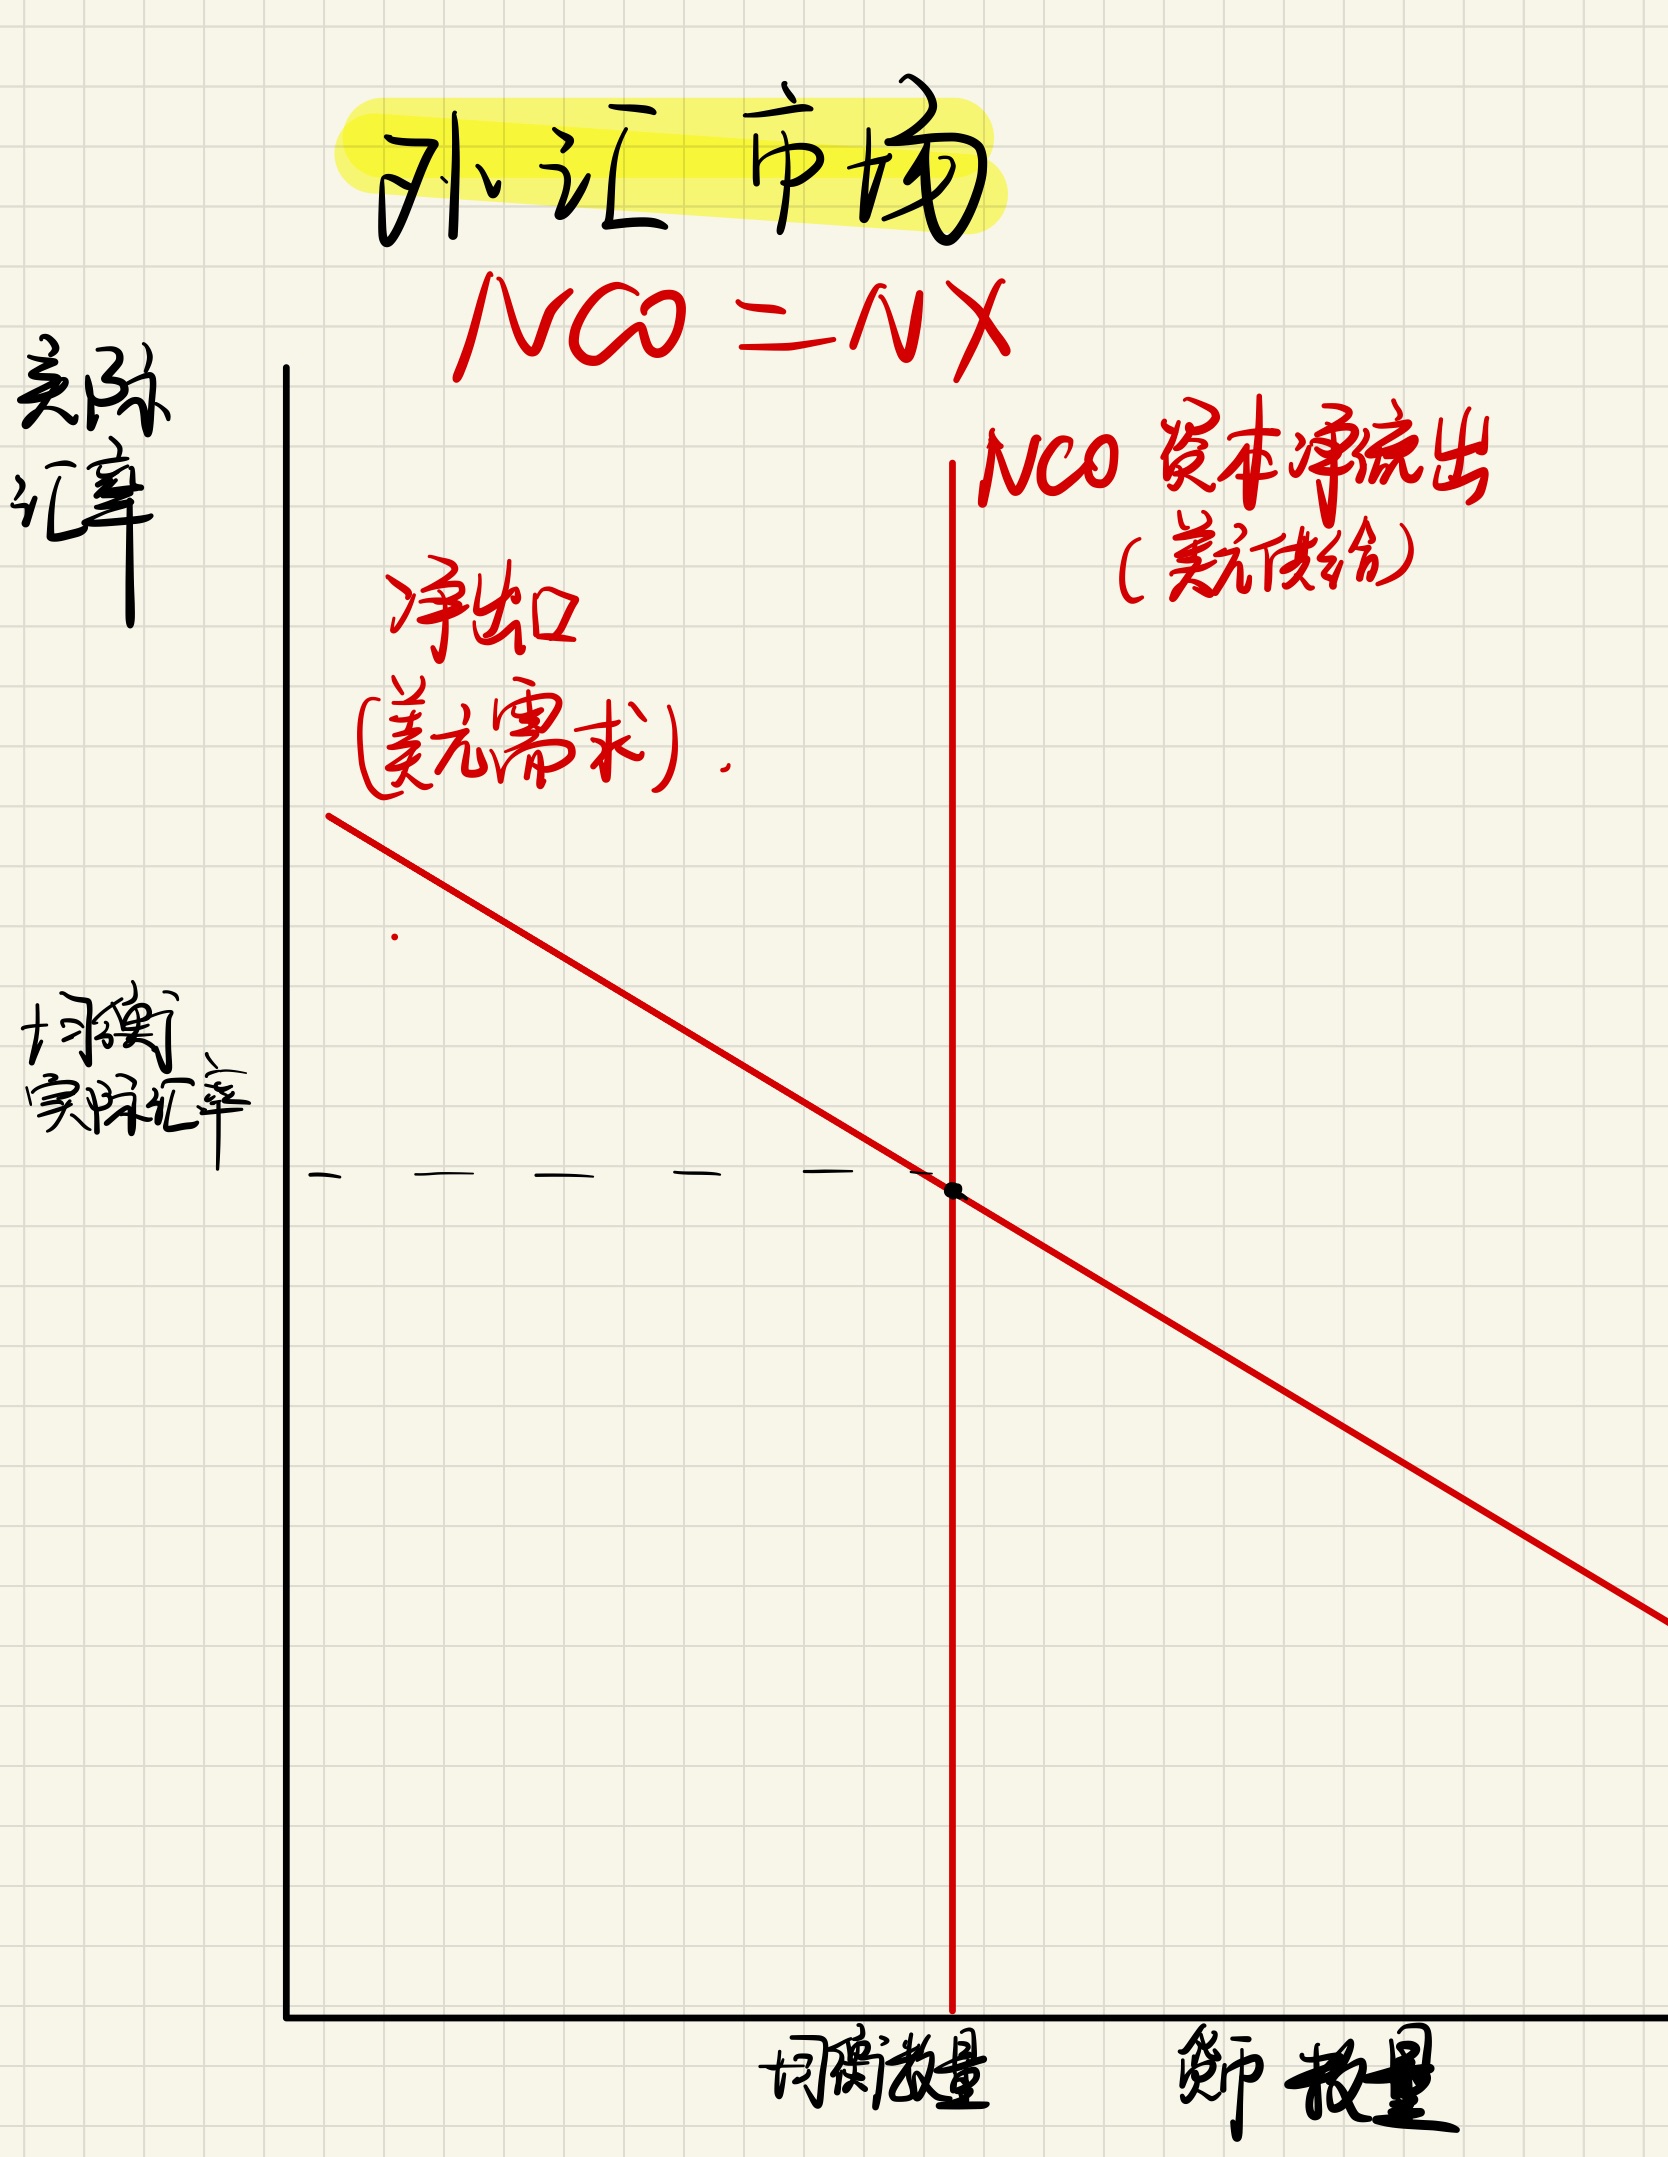 外汇市场
NCO = NX
实际
汇率
NCO 资本净流出
(美元供给)
净出口
(美元需求).
均衡
实际汇率
均衡数量
货币数量